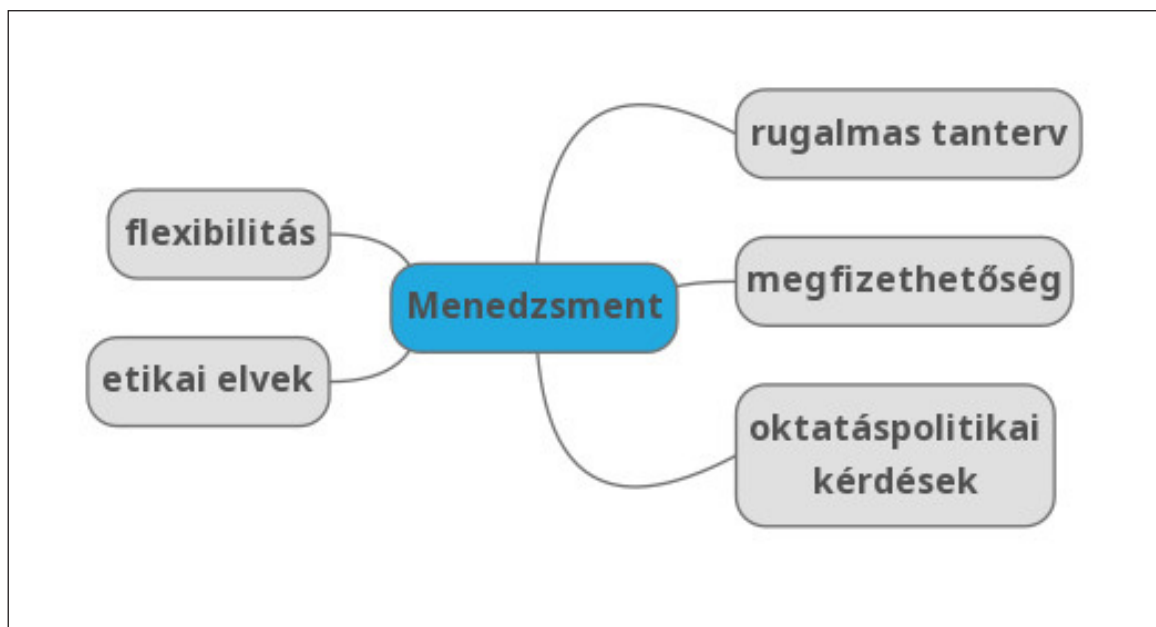 rugalmas tanterv
flexibilitás
megfizethetőség
Menedzsment
etikai elvek
oktatáspolitikai
kérdések